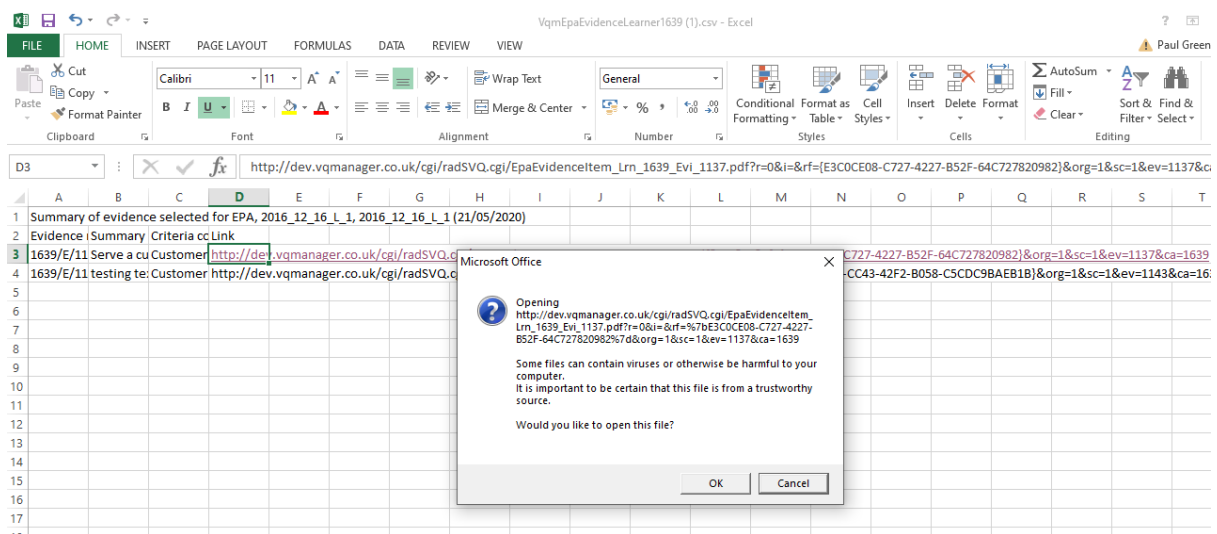 VqmEpaEvidenceLearner1639 (1).csv - Excel
FILE HOME INSERT PAGE LAYOUT FORMULAS DATA REVIEW VIEW Paul Green
Paste
Cut
Copy
Format Painter
Calibri 11
B I U
Wrap Text
Merge & Center
General
Conditional Formatting
Format as Table
Cell Styles
Insert Delete Format
AutoSum
Fill
Clear
Sort & Filter
Find & Select
Clipboard Font Alignment Number Styles Cells Editing
D3 fx http://dev.vqmanager.co.uk/cgi/radSVQ.cgi/EpaEvidenceItem_Lrn_1639_Evi_1137.pdf?r=0&i=&rf={E3C0CE08-C727-4227-B52F-64C727820982}&org=1&sc=1&ev=1137&c
A B C D E F G H I J K L M N O P Q R S T
1 Summary of evidence selected for EPA, 2016_12_16_L_1, 2016_12_16_L_1 (21/05/2020)
2 Evidence Summary Criteria co Link
3 1639/E/11 Serve a cu Customer http://dev.vqmanager.co.uk/cgi/radSVQ.c C727-4227-B52F-64C727820982}&org=1&sc=1&ev=1137&ca=1639
4 1639/E/11 testing te Customer http://dev.vqmanager.co.uk/cgi/radSVQ.c -CC43-42F2-B058-C5CDC9BAEB1B}&org=1&sc=1&ev=1143&ca=16
5
6
7
8
9
10
11
12
13
14
15
16
17
Microsoft Office
Opening
http://dev.vqmanager.co.uk/cgi/radSVQ.cgi/EpaEvidenceItem_
Lrn_1639_Evi_1137.pdf?r=0&i=&rf=%7bE3C0CE08-C727-4227-
B52F-64C727820982%7d&org=1&sc=1&ev=1137&ca=1639
Some files can contain viruses or otherwise be harmful to your
computer.
It is important to be certain that this file is from a trustworthy
source.
Would you like to open this file?
OK Cancel